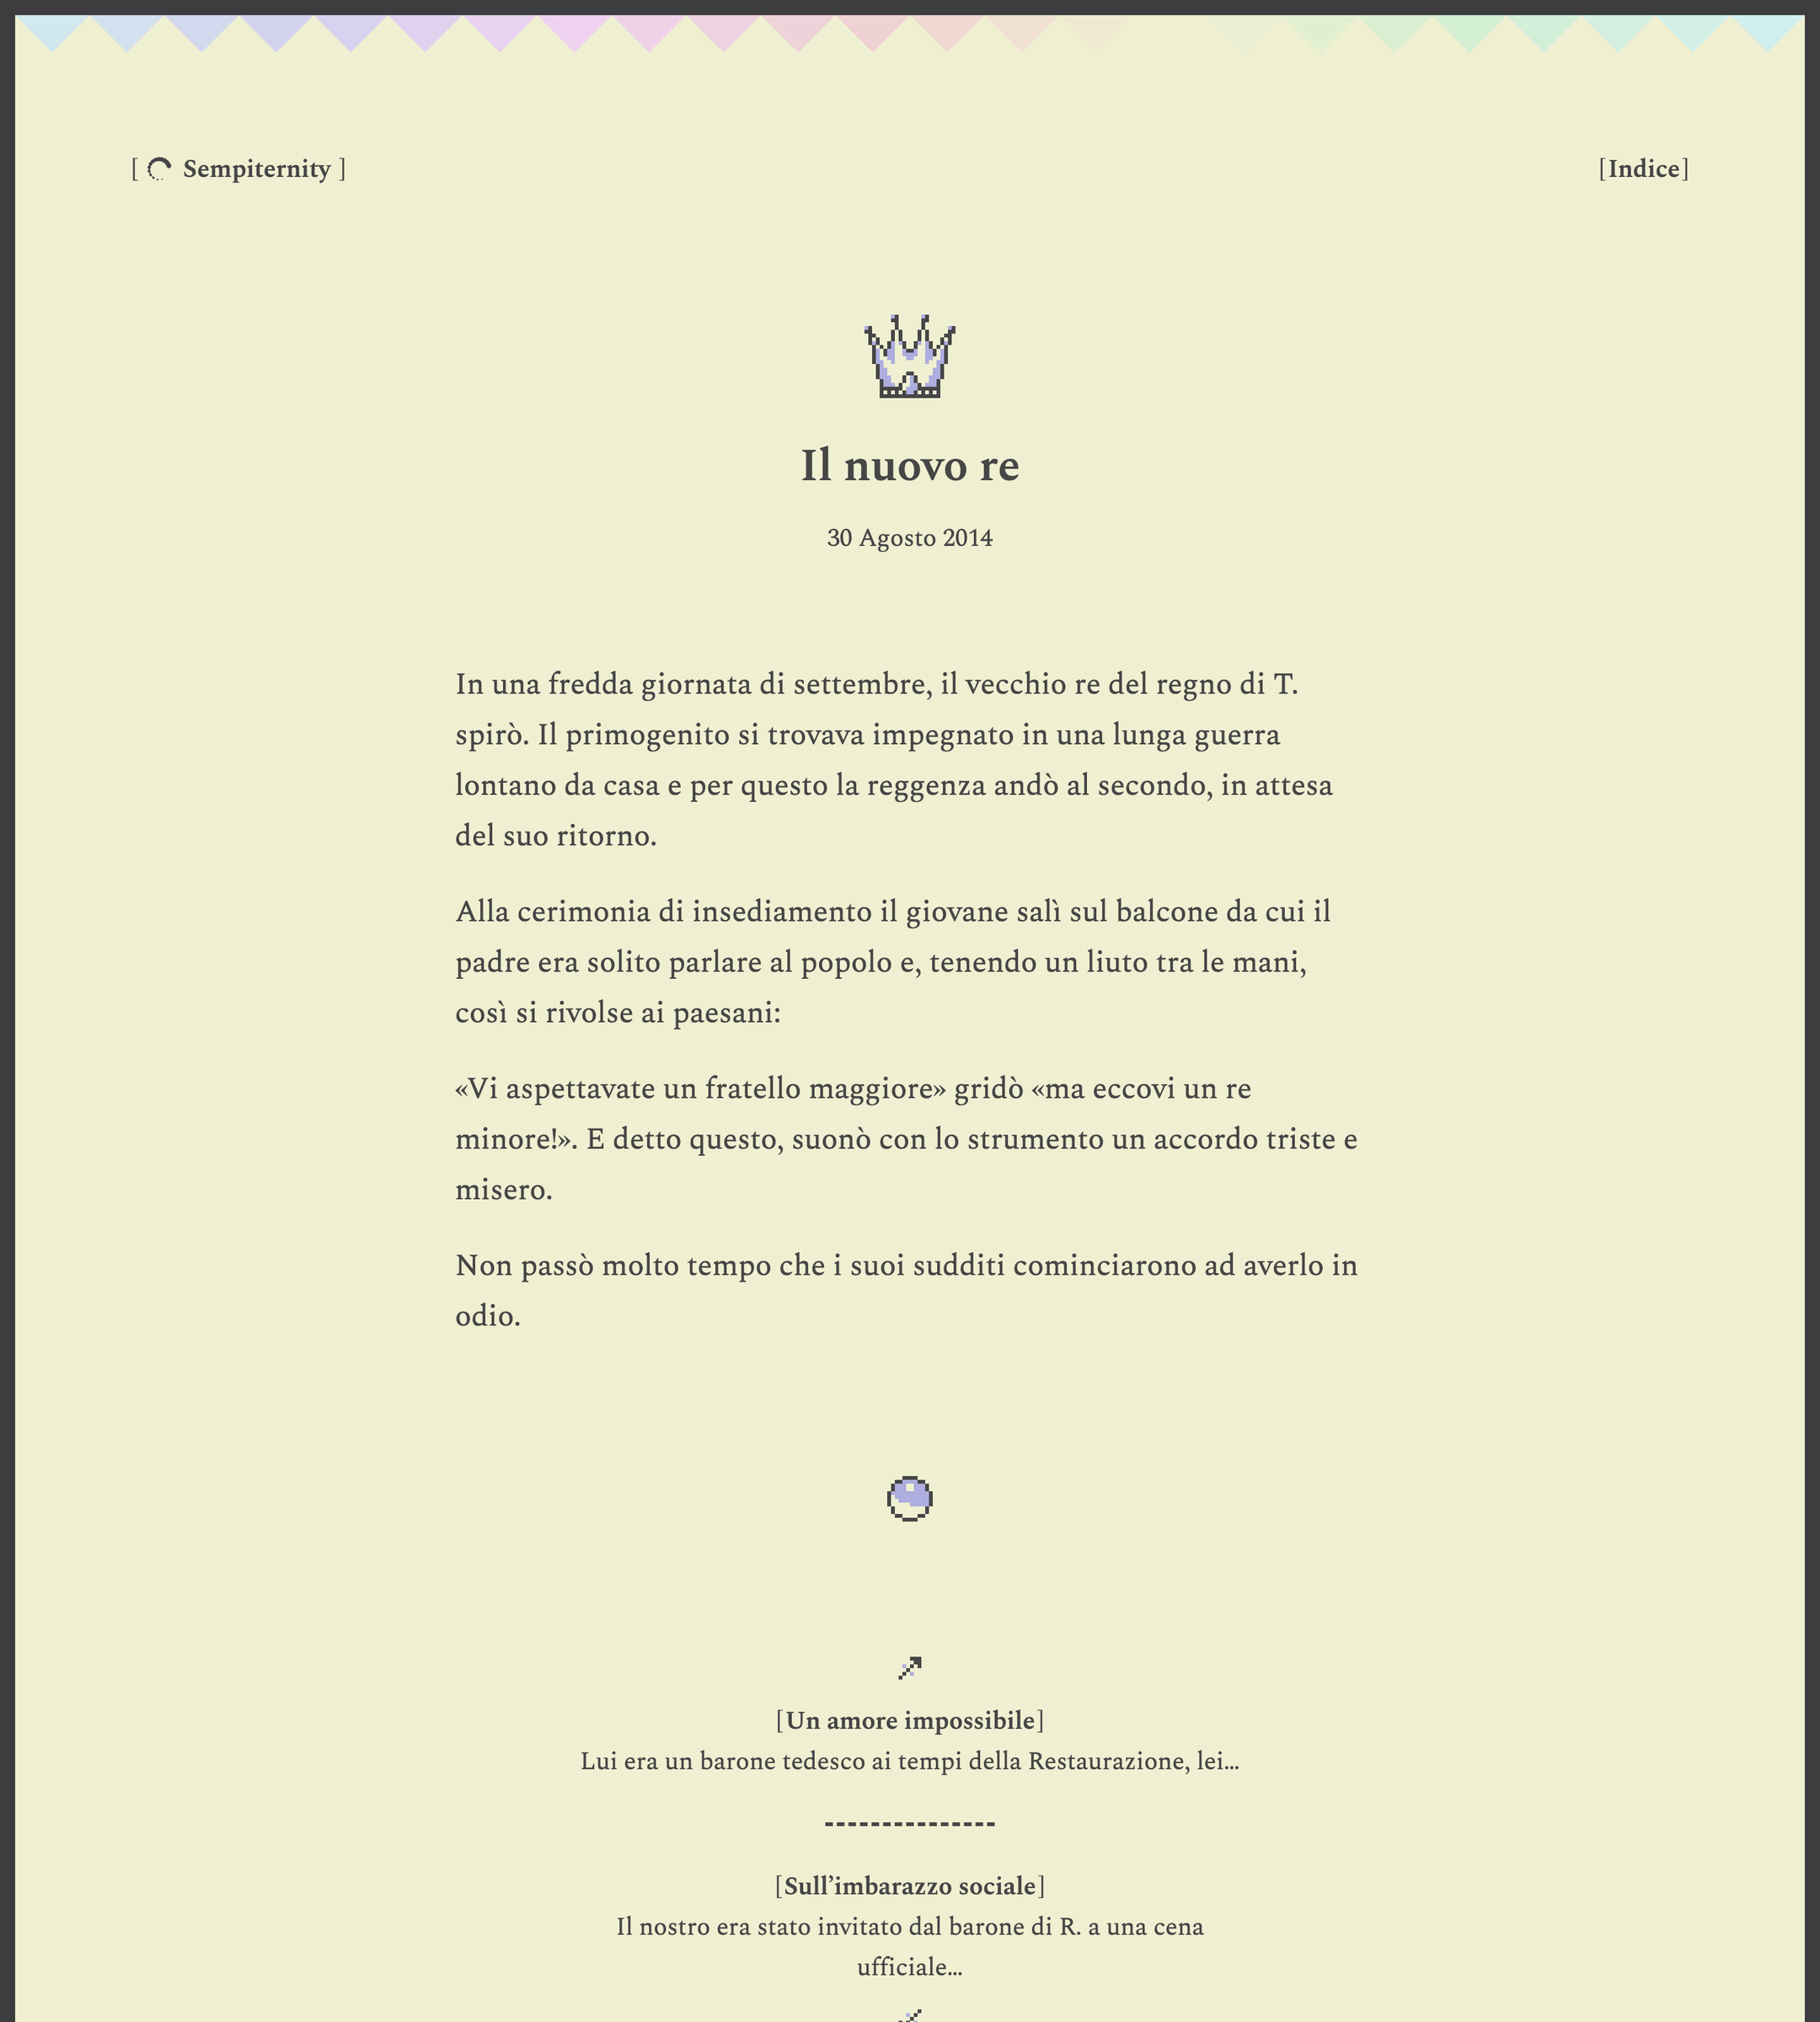 [ Sempiternity ]
[Indice]
Il nuovo re
30 Agosto 2014
In una fredda giornata di settembre, il vecchio re del regno di T.
spirò. Il primogenito si trovava impegnato in una lunga guerra
lontano da casa e per questo la reggenza andò al secondo, in attesa
del suo ritorno.
Alla cerimonia di insediamento il giovane salì sul balcone da cui il
padre era solito parlare al popolo e, tenendo un liuto tra le mani,
così si rivolse ai paesani:
«Vi aspettavate un fratello maggiore» gridò «ma eccovi un re
minore!». E detto questo, suonò con lo strumento un accordo triste e
misero.
Non passò molto tempo che i suoi sudditi cominciarono ad averlo in
odio.
[Un amore impossibile]
Lui era un barone tedesco ai tempi della Restaurazione, lei…
[Sull’imbarazzo sociale]
Il nostro era stato invitato dal barone di R. a una cena
ufficiale…